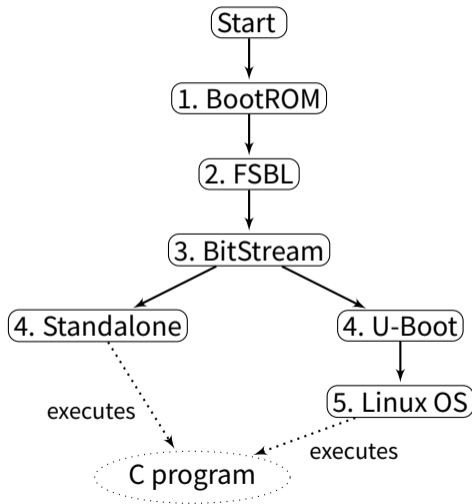 Start
1. BootROM
2. FSBL
3. BitStream
4. Standalone
4. U-Boot
5. Linux OS
executes
executes
C program